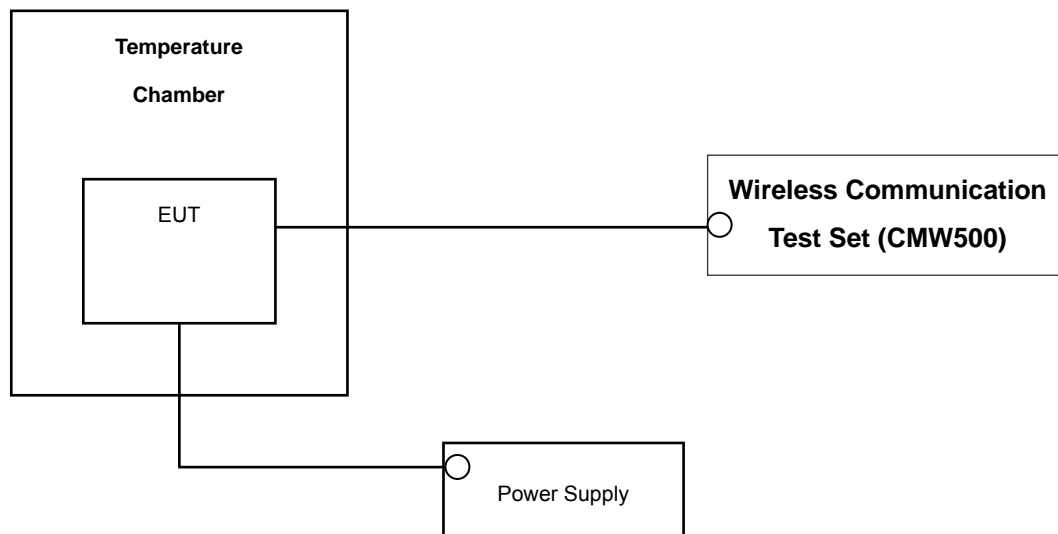 Temperature
Chamber
EUT
Wireless Communication
Test Set (CMW500)
Power Supply